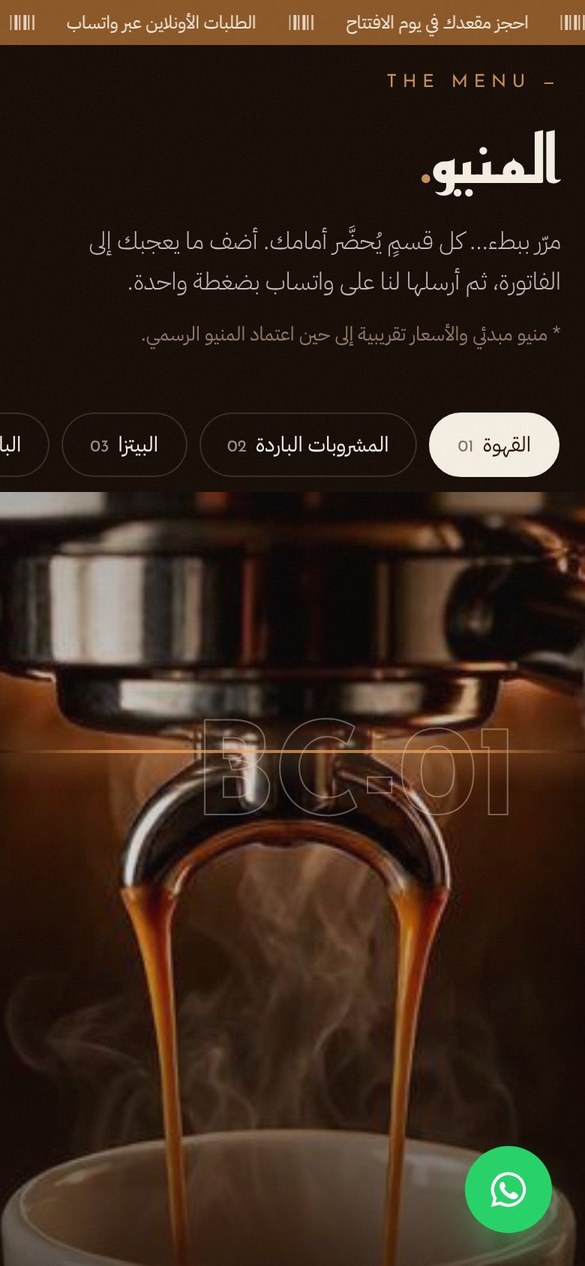 احجز مقعدك في يوم الافتتاح
الطلبات الأونلاين عبر واتساب
THE MENU –
المنيو.
مرّر ببطء... كل قسمٍ يُحضَّر أمامك. أضف ما يعجبك إلى
الفاتورة، ثم أرسلها لنا على واتساب بضغطة واحدة.
* منيو مبدئي والأسعار تقريبية إلى حين اعتماد المنيو الرسمي.
القهوة 01
المشروبات الباردة 02
البيتزا 03
BC-01